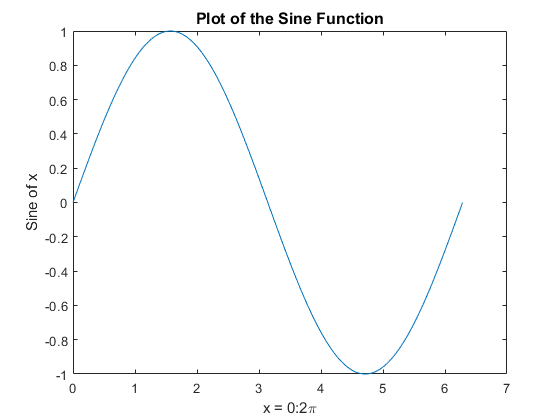 Plot of the Sine Function
1
0.8
0.6
0.4
0.2
0
-0.2
-0.4
-0.6
-0.8
-1
Sine of x
0 1 2 3 4 5 6 7
x = 0:2π